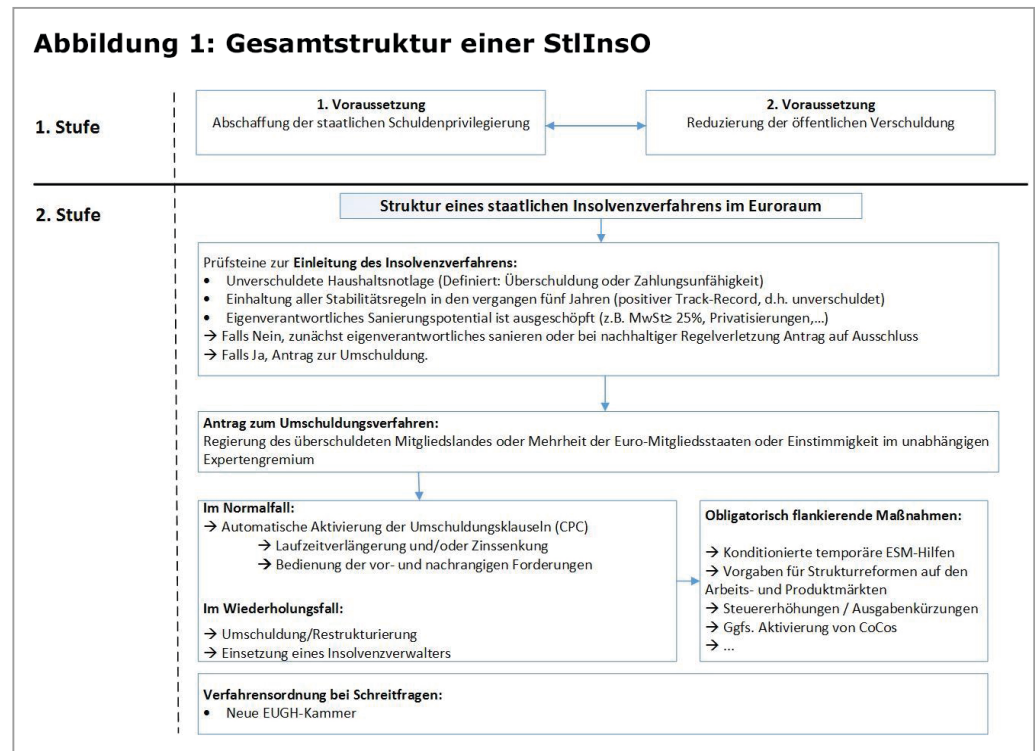 Abbildung 1: Gesamtstruktur einer StlInsO
1. Stufe
1. Voraussetzung
Abschaffung der staatlichen Schuldenprivilegierung
2. Voraussetzung
Reduzierung der öffentlichen Verschuldung
2. Stufe
Struktur eines staatlichen Insolvenzverfahrens im Euroraum
Prüfsteine zur Einleitung des Insolvenzverfahrens:
• Unverschuldete Haushaltsnotlage (Definiert: Überschuldung oder Zahlungsunfähigkeit)
• Einhaltung aller Stabilitätsregeln in den vergangen fünf Jahren (positiver Track-Record, d.h. unverschuldet)
• Eigenverantwortliches Sanierungspotential ist ausgeschöpft (z.B. MwSt≥ 25%, Privatisierungen,...)
→ Falls Nein, zunächst eigenverantwortliches sanieren oder bei nachhaltiger Regelverletzung Antrag auf Ausschluss
→ Falls Ja, Antrag zur Umschuldung.
Antrag zum Umschuldungsverfahren:
Regierung des überschuldeten Mitgliedslandes oder Mehrheit der Euro-Mitgliedsstaaten oder Einstimmigkeit im unabhängigen
Expertengremium
Im Normalfall:
→ Automatische Aktivierung der Umschuldungsklauseln (CPC)
→ Laufzeitverlängerung und/oder Zinssenkung
→ Bedienung der vor- und nachrangigen Forderungen
Im Wiederholungsfall:
→ Umschuldung/Restrukturierung
→ Einsetzung eines Insolvenzverwalters
Obligatorisch flankierende Maßnahmen:
→ Konditionierte temporäre ESM-Hilfen
→ Vorgaben für Strukturreformen auf den
Arbeits- und Produktmärkten
→ Steuererhöhungen / Ausgabenkürzungen
→ Ggfs. Aktivierung von CoCos
→ ...
Verfahrensordnung bei Schreitfragen:
• Neue EUGH-Kammer